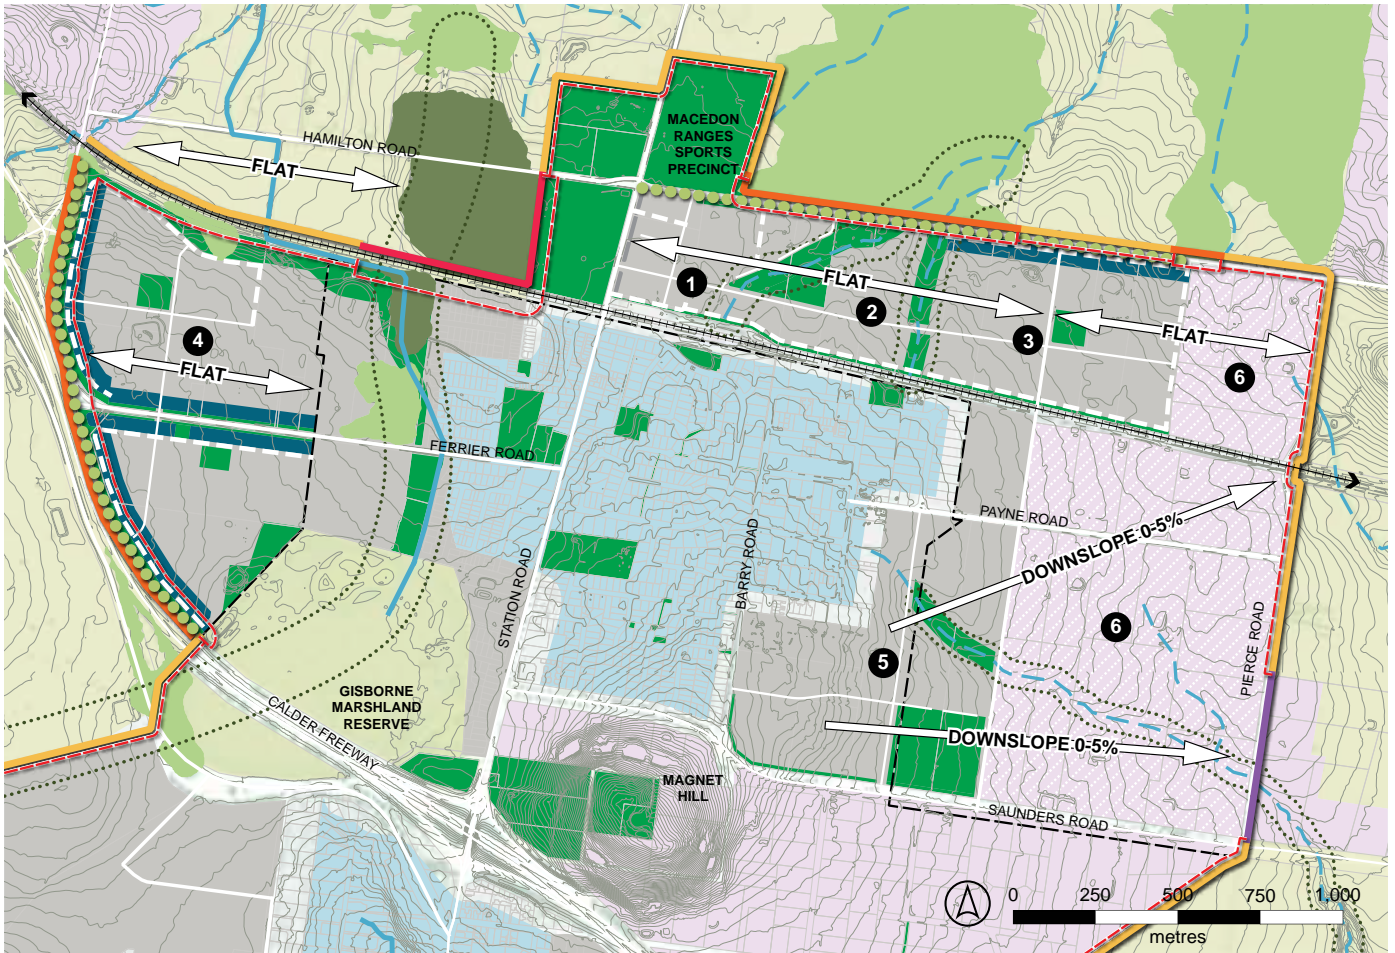 MACEDON
RANGES
SPORTS
PRECINCT
HAMILTON ROAD
FLAT
1
FLAT
2
3
FLAT
4
FLAT
6
FERRIER ROAD
STATION ROAD
BARRY ROAD
PAYNE ROAD
DOWNSLOPE 0-5%
6
PIERCE ROAD
5
GISBORNE
MARSHLAND
RESERVE
CALDER FREEWAY
DOWNSLOPE 0-5%
MAGNET
HILL
SAUNDERS ROAD
0 250 500 750 1,000
metres